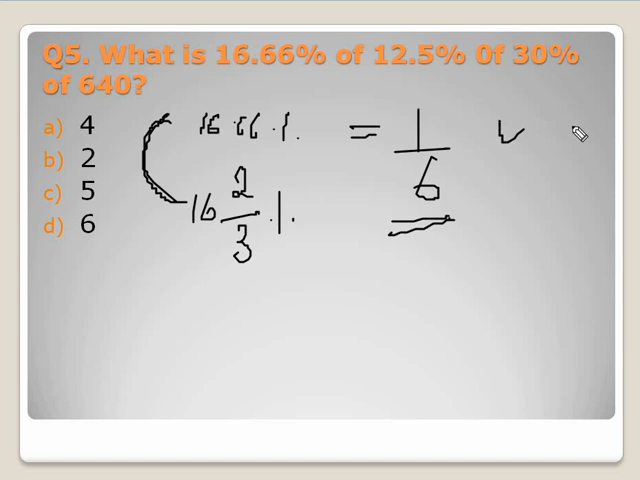 Q5. What is 16.66% of 12.5% 0f 30%
of 640?
a) 4
b) 2
c) 5
d) 6
16.66% = 1/6
16 2/3 %